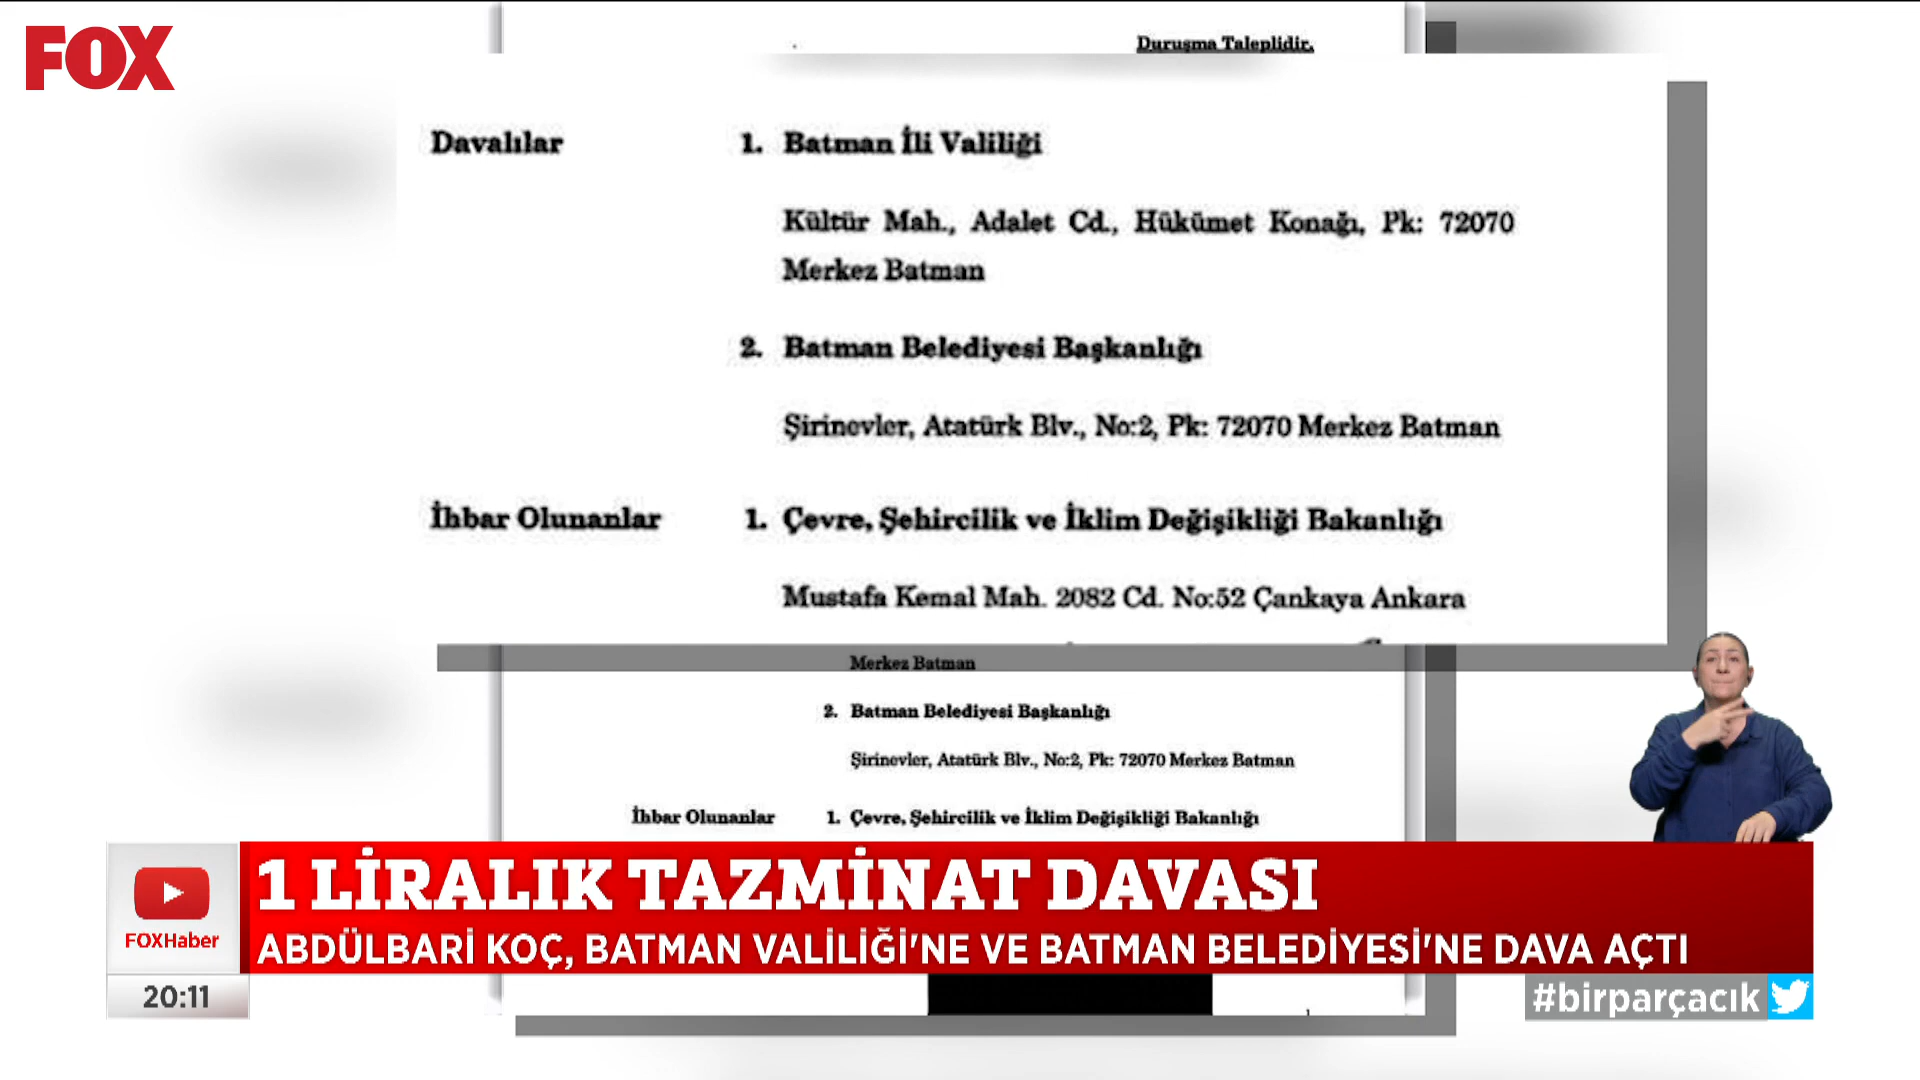 FOX
Duruşma Taleplidir.
Davalılar 1. Batman İli Valiliği
Kültür Mah., Adalet Cd., Hükümet Konağı, Pk: 72070
Merkez Batman
2. Batman Belediyesi Başkanlığı
Şirinevler, Atatürk Blv., No:2, Pk: 72070 Merkez Batman
İhbar Olunanlar 1. Çevre, Şehircilik ve İklim Değişikliği Bakanlığı
Mustafa Kemal Mah. 2082 Cd. No:52 Çankaya Ankara
Merkez Batman
2. Batman Belediyesi Başkanlığı
Şirinevler, Atatürk Blv., No:2, Pk: 72070 Merkez Batman
İhbar Olunanlar 1. Çevre, Şehircilik ve İklim Değişikliği Bakanlığı
1 LİRALIK TAZMİNAT DAVASI
FOXHaber
ABDÜLBARİ KOÇ, BATMAN VALİLİĞİ'NE VE BATMAN BELEDİYESİ'NE DAVA AÇTI
20:11
#birparçacık